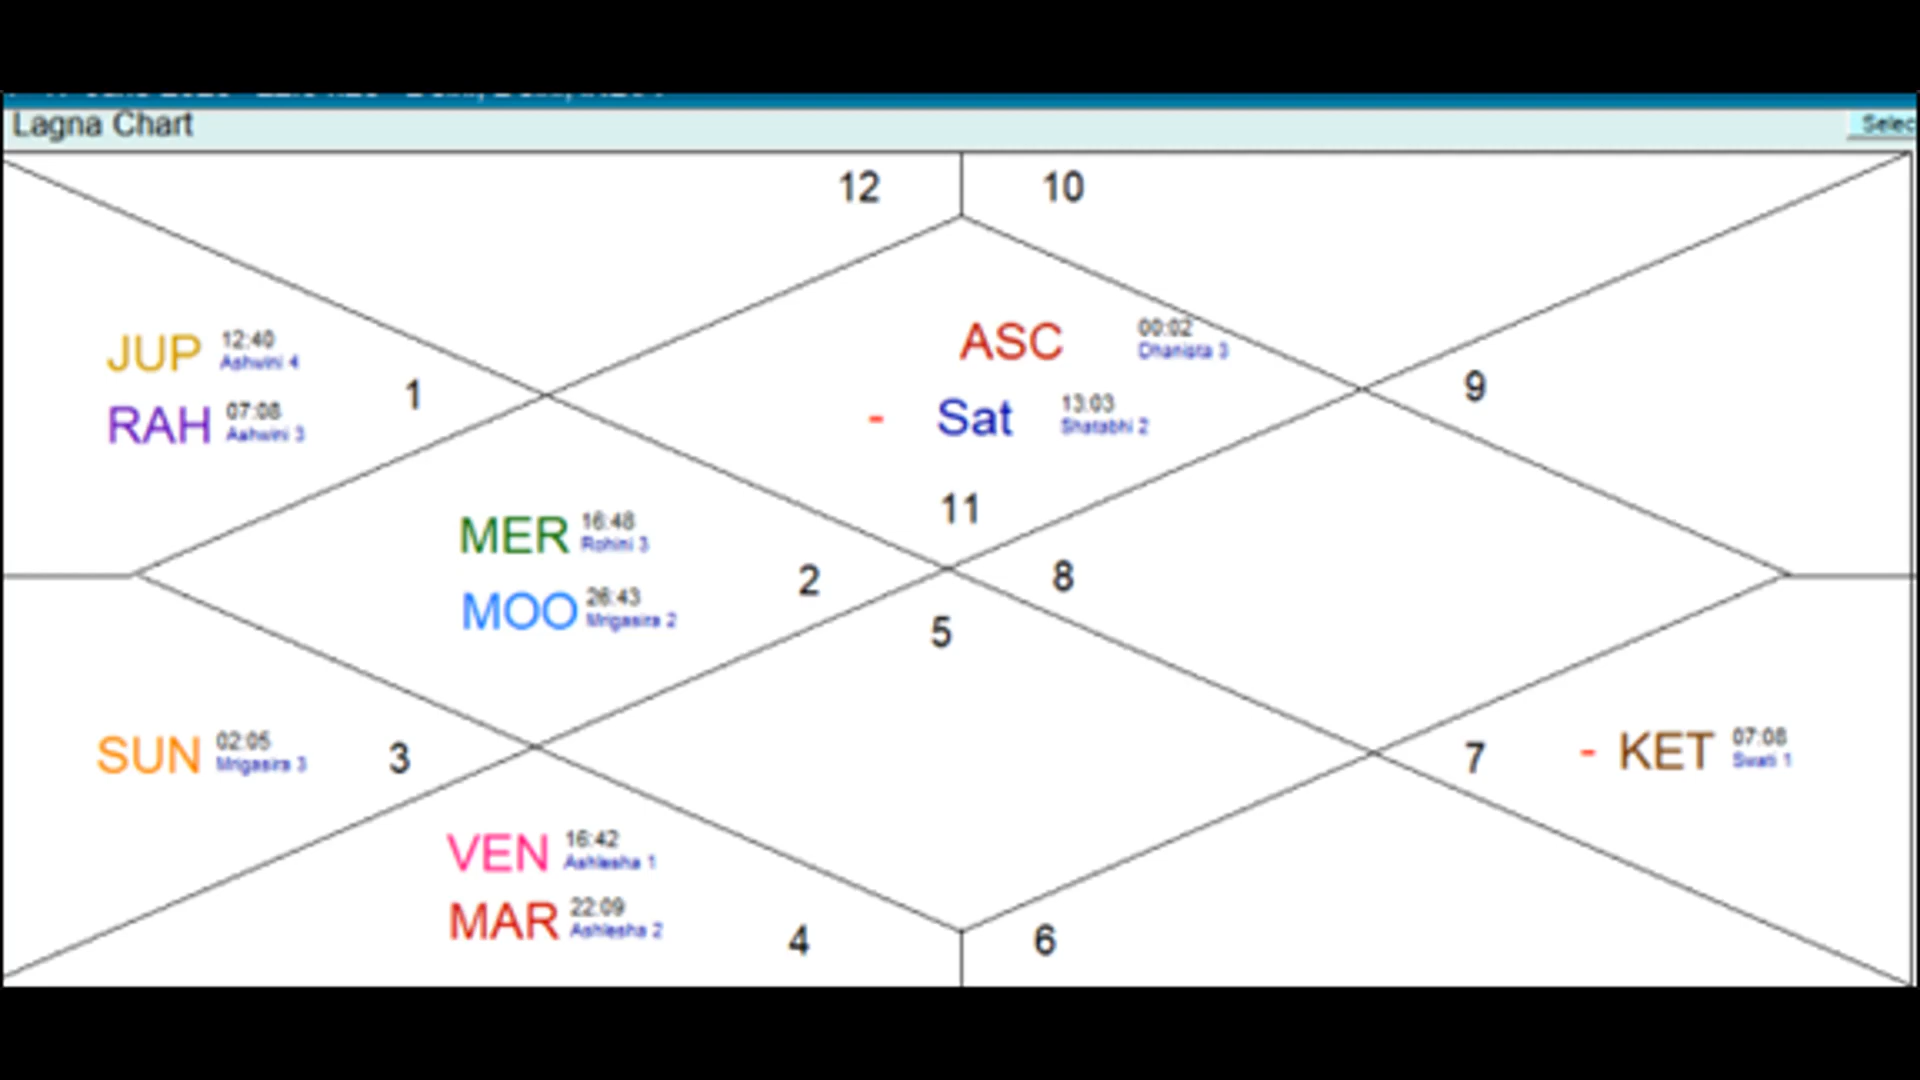 Lagna Chart
Selec
12
10
JUP 12:40
Ashwini 4
ASC 00:02
Dhanista 3
1
9
RAH 07:08
Ashwini 3
- Sat 13:03
Shatabhi 2
11
MER 16:48
Rohini 3
2
8
MOO 26:43
Mrigasira 2
5
SUN 02:05
Mrigasira 3
3
7
- KET 07:08
Swati 1
VEN 16:42
Ashlesha 1
MAR 22:09
Ashlesha 2
4
6